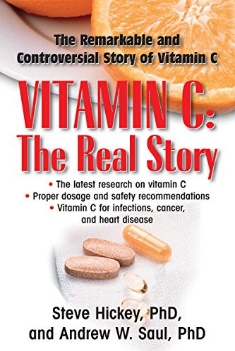 The Remarkable and
Controversial Story of Vitamin C
VITAMIN C:
The Real Story
• The latest research on vitamin C
• Proper dosage and safety recommendations
• Vitamin C for infections, cancer,
and heart disease
Steve Hickey, PhD,
and Andrew W. Saul, PhD